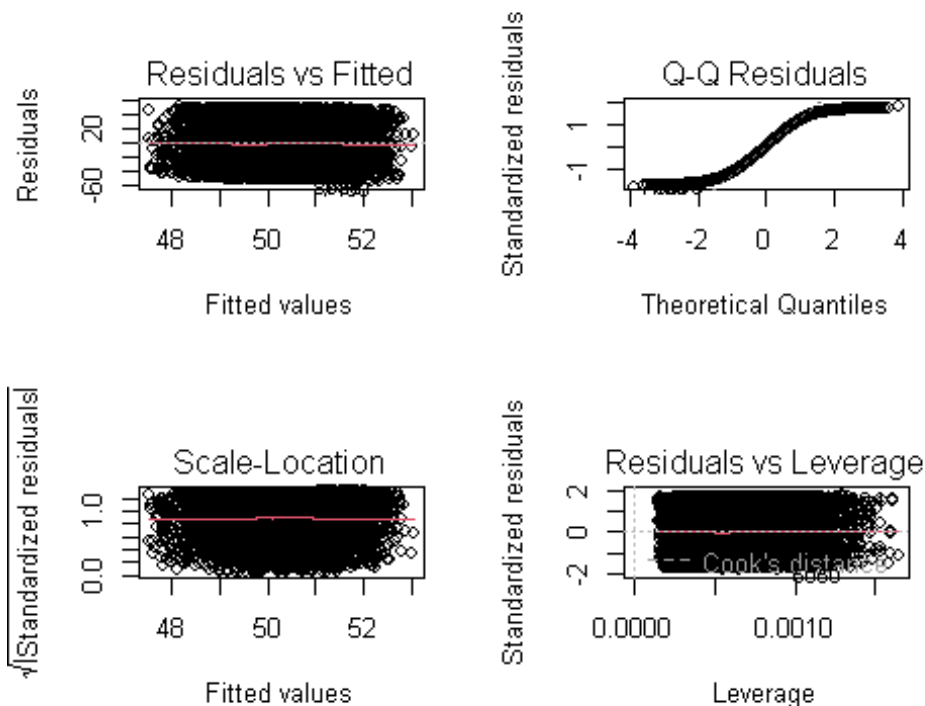 Residuals vs Fitted
Residuals
20
-60
48 50 52
Fitted values
Q-Q Residuals
Standardized residuals
1
-1
-4 -2 0 2 4
Theoretical Quantiles
Scale-Location
√|Standardized residuals|
1.0
0.0
48 50 52
Fitted values
Residuals vs Leverage
Standardized residuals
2
0
-2
Cook's distance
0.0000 0.0010
Leverage